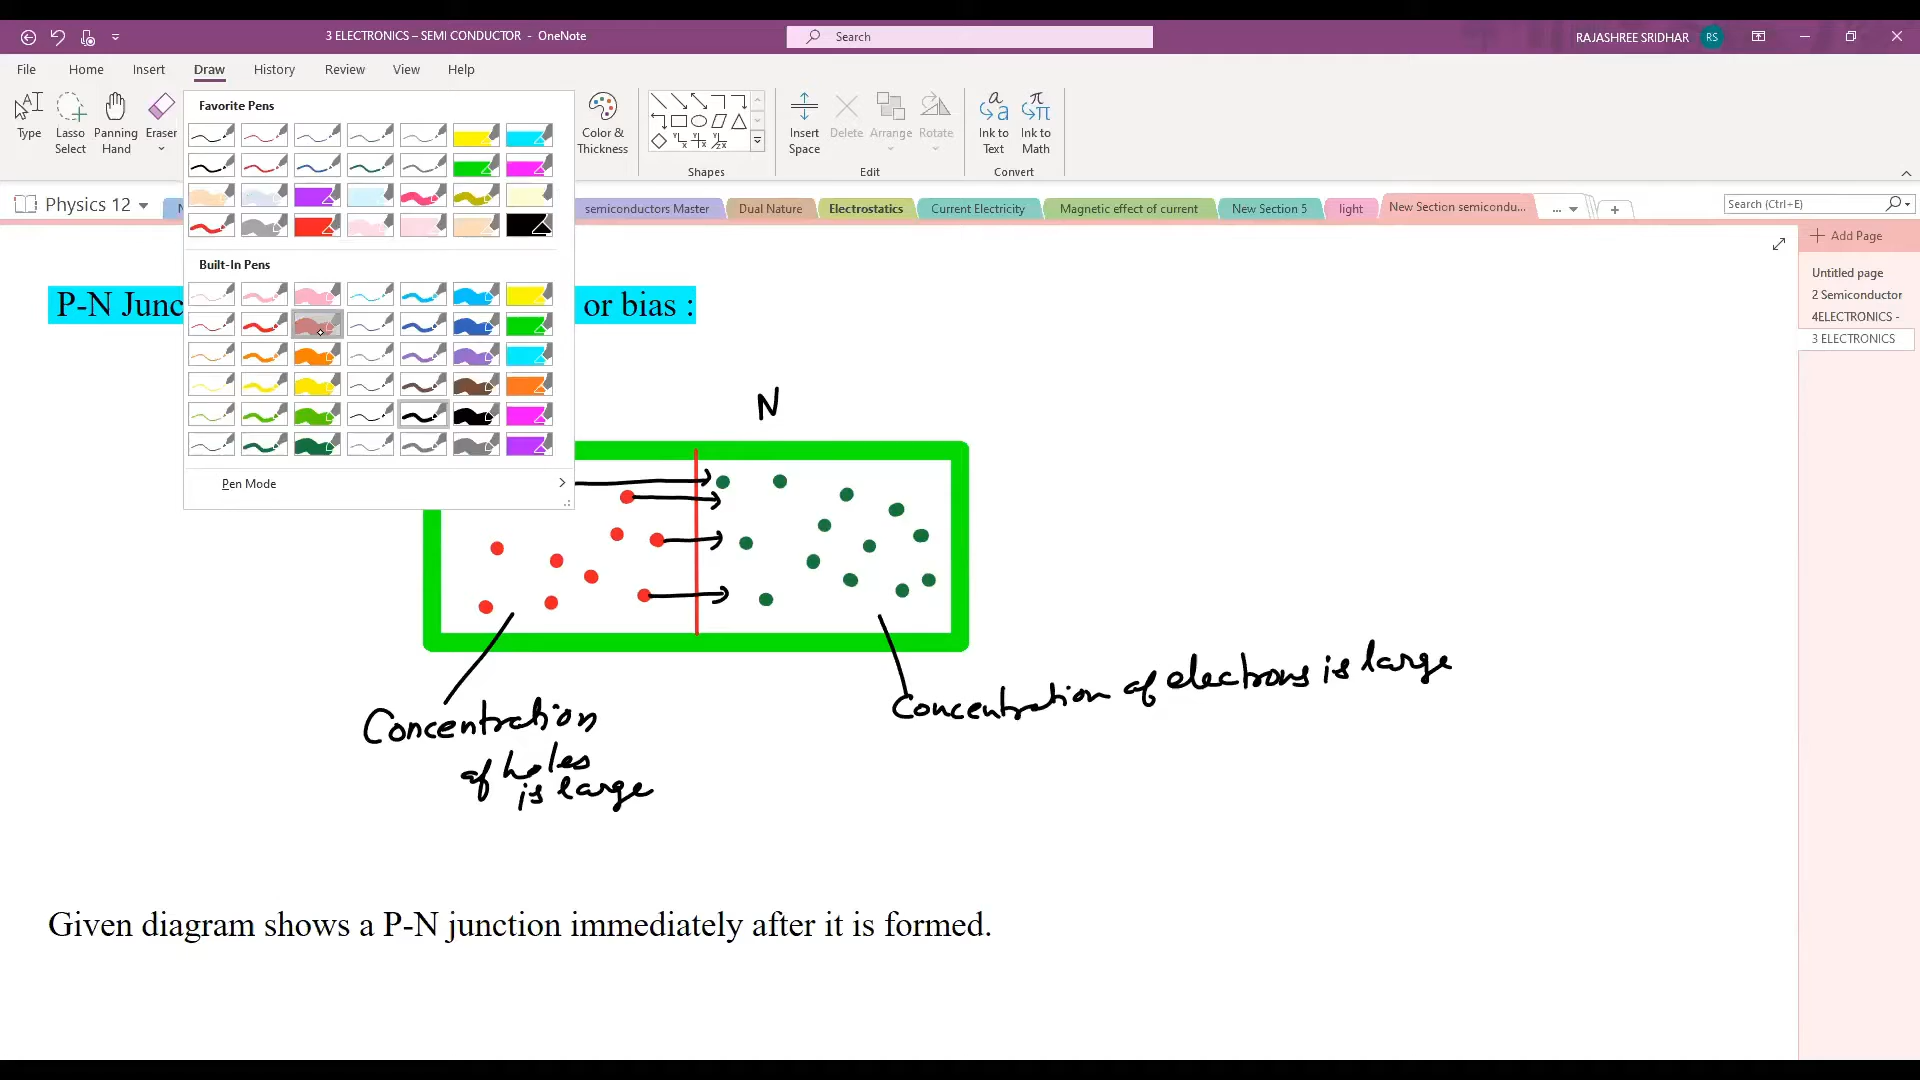 3 ELECTRONICS – SEMI CONDUCTOR - OneNote
Search
RAJASHREE SRIDHAR
RS
File Home Insert Draw History Review View Help
Type
Lasso Select
Panning Hand
Eraser
Favorite Pens
Built-In Pens
Pen Mode
Color & Thickness
Shapes
Insert Space
Delete
Arrange
Rotate
Edit
Ink to Text
Ink to Math
Convert
Physics 12
semiconductors Master
Dual Nature
Electrostatics
Current Electricity
Magnetic effect of current
New Section 5
light
New Section semicondu...
...
Search (Ctrl+E)
Add Page
Untitled page
2 Semiconductor
4ELECTRONICS -
3 ELECTRONICS
P-N Junc
or bias :
N
Concentration
of holes
is large
Concentration of electrons is large
Given diagram shows a P-N junction immediately after it is formed.